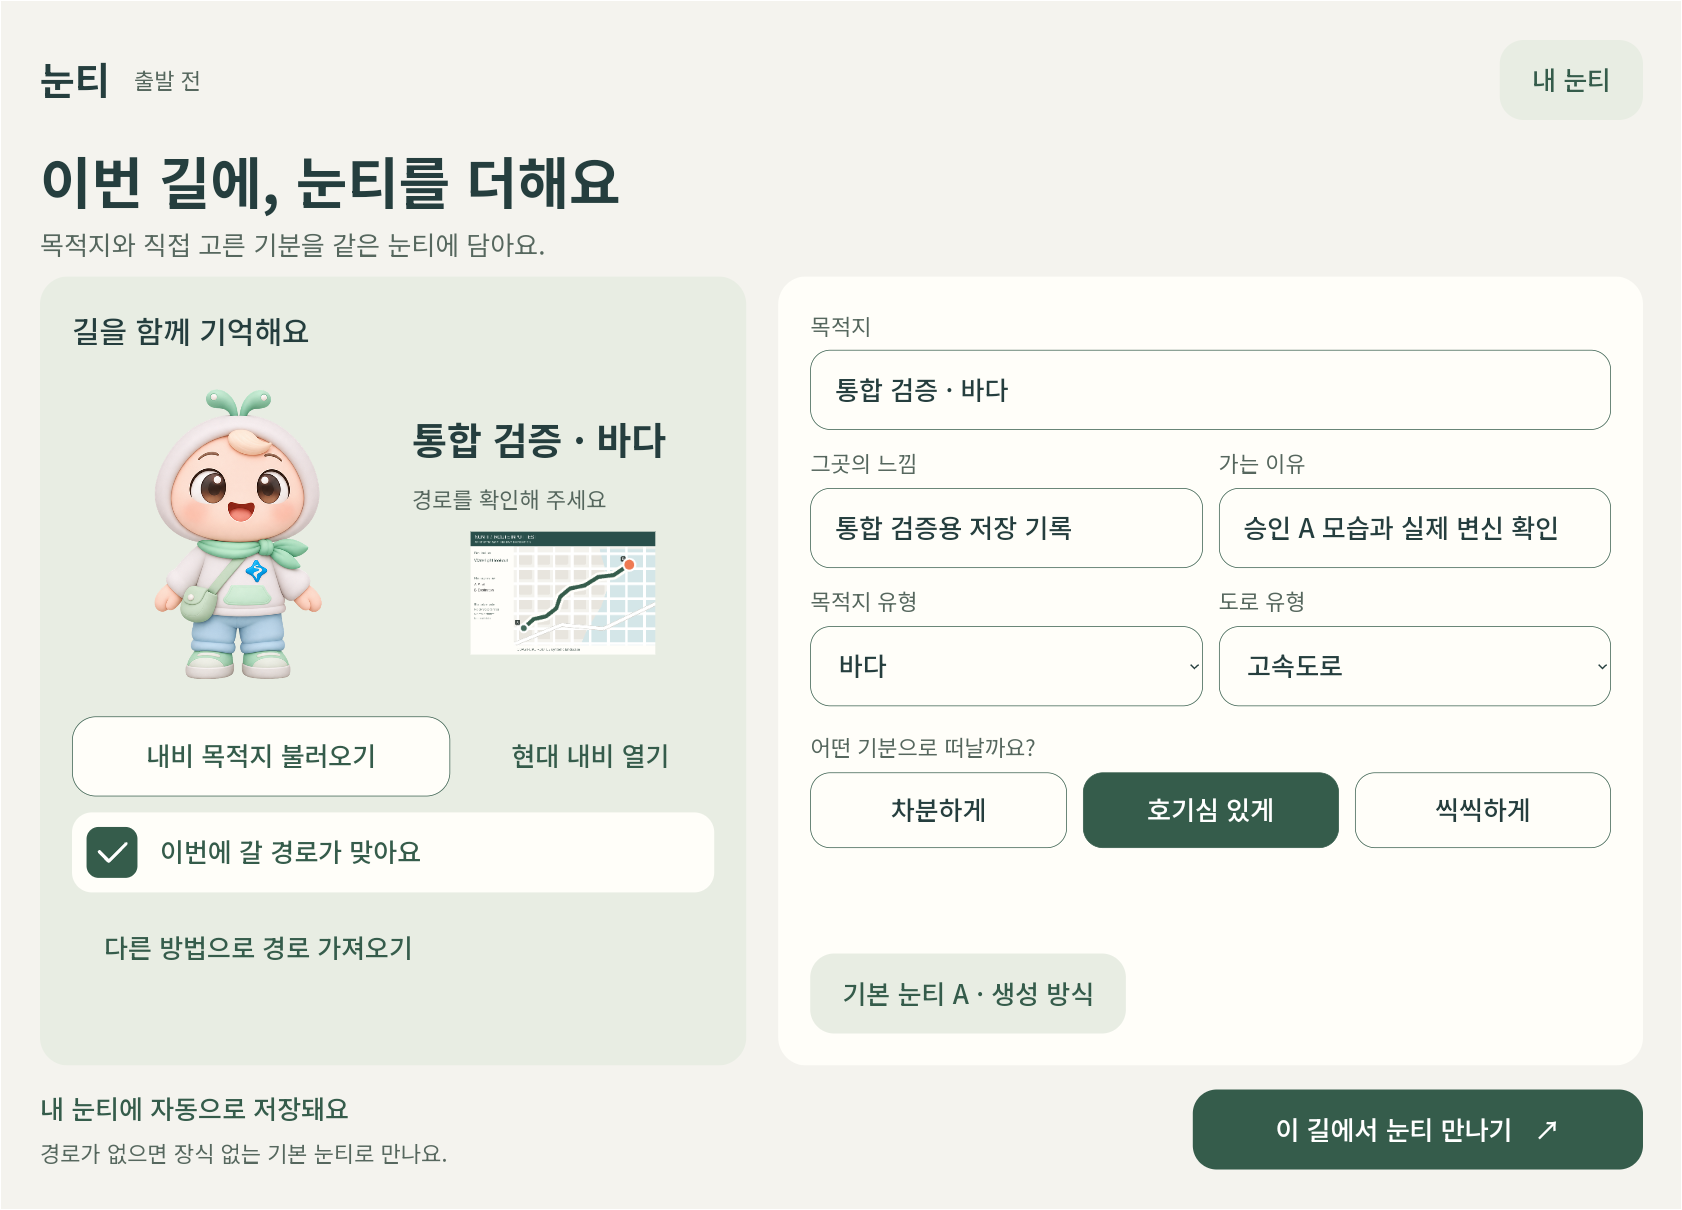 눈티
출발 전
내 눈티
이번 길에, 눈티를 더해요
목적지와 직접 고른 기분을 같은 눈티에 담아요.
길을 함께 기억해요
통합 검증 · 바다
경로를 확인해 주세요
내비 목적지 불러오기
현대 내비 열기
이번에 갈 경로가 맞아요
다른 방법으로 경로 가져오기
목적지
통합 검증 · 바다
그곳의 느낌
가는 이유
통합 검증용 저장 기록
승인 A 모습과 실제 변신 확인
목적지 유형
도로 유형
바다
고속도로
어떤 기분으로 떠날까요?
차분하게
호기심 있게
씩씩하게
기본 눈티 A · 생성 방식
내 눈티에 자동으로 저장돼요
경로가 없으면 장식 없는 기본 눈티로 만나요.
이 길에서 눈티 만나기 ↗